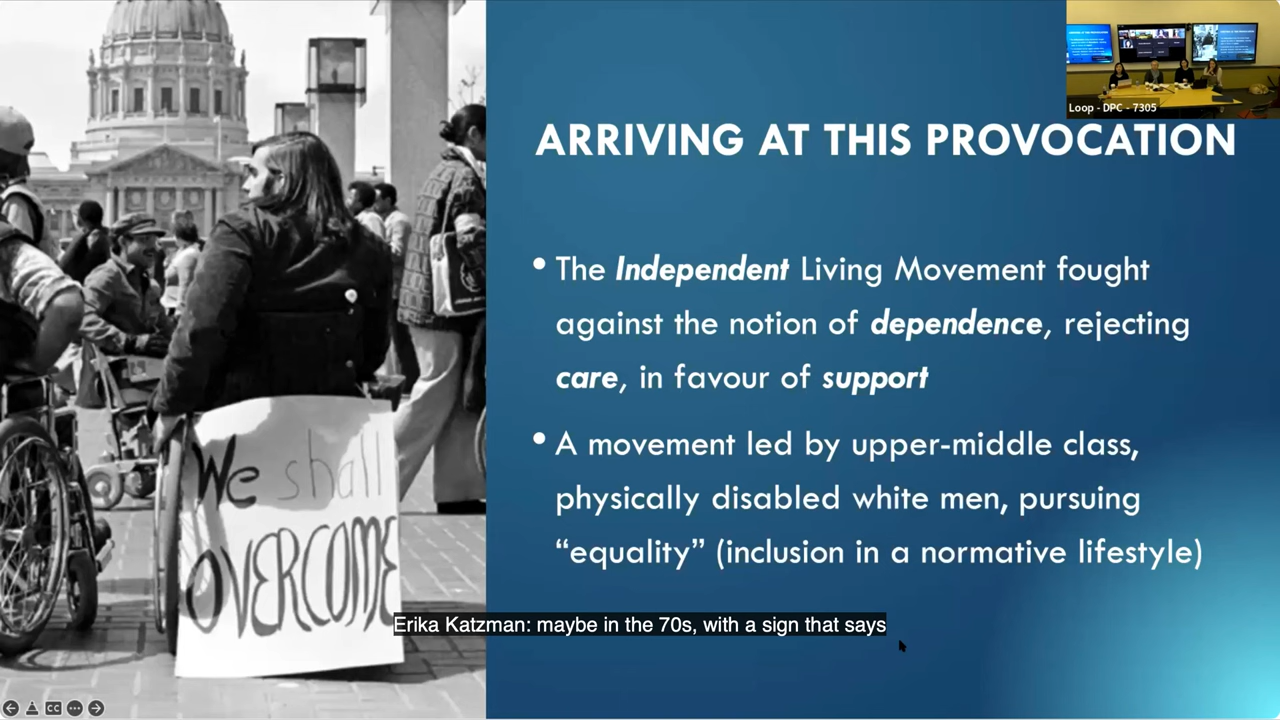 Loop - DPC - 7305
ARRIVING AT THIS PROVOCATION
• The Independent Living Movement fought
against the notion of dependence, rejecting
care, in favour of support
• A movement led by upper-middle class,
physically disabled white men, pursuing
“equality” (inclusion in a normative lifestyle)
We shall
OVERCOME
Erika Katzman: maybe in the 70s, with a sign that says
CC